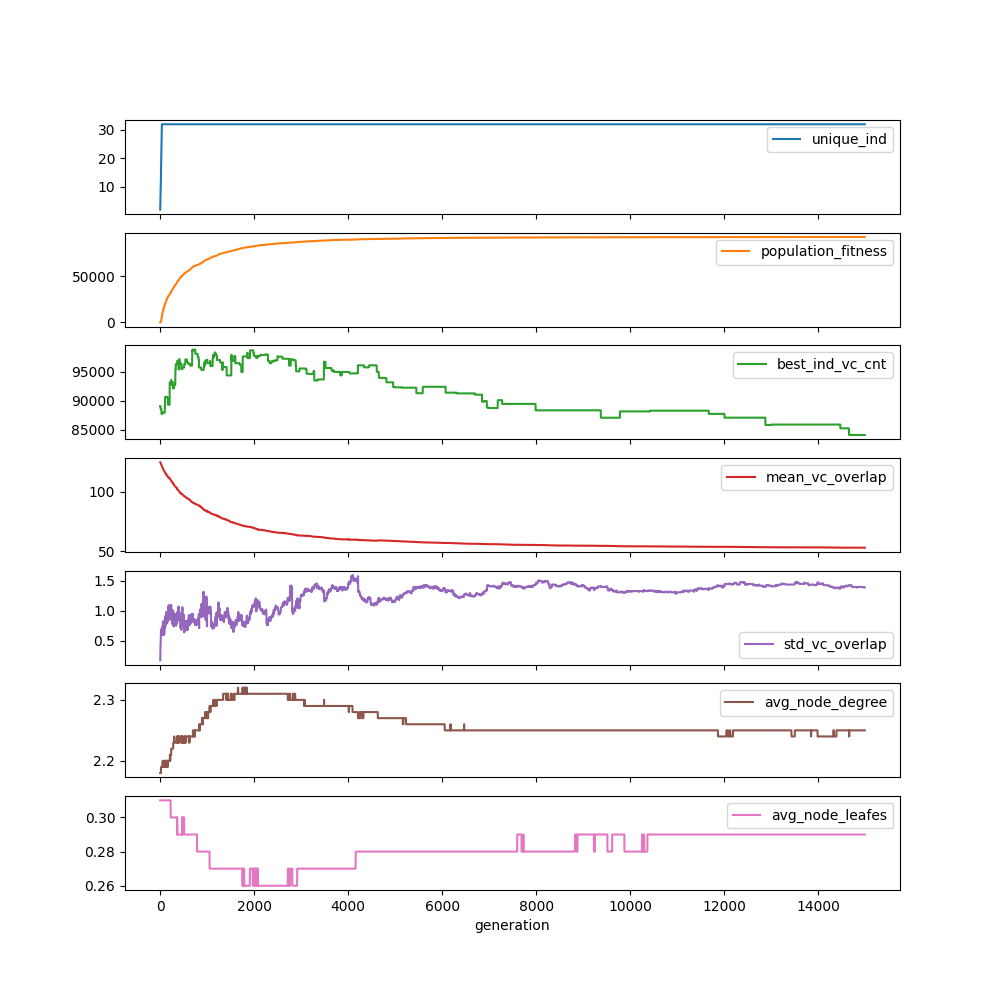 30
20
10
unique_ind
50000
0
population_fitness
95000
90000
85000
best_ind_vc_cnt
100
50
mean_vc_overlap
1.5
1.0
0.5
std_vc_overlap
2.3
2.2
avg_node_degree
0.30
0.28
0.26
avg_node_leafes
0 2000 4000 6000 8000 10000 12000 14000
generation